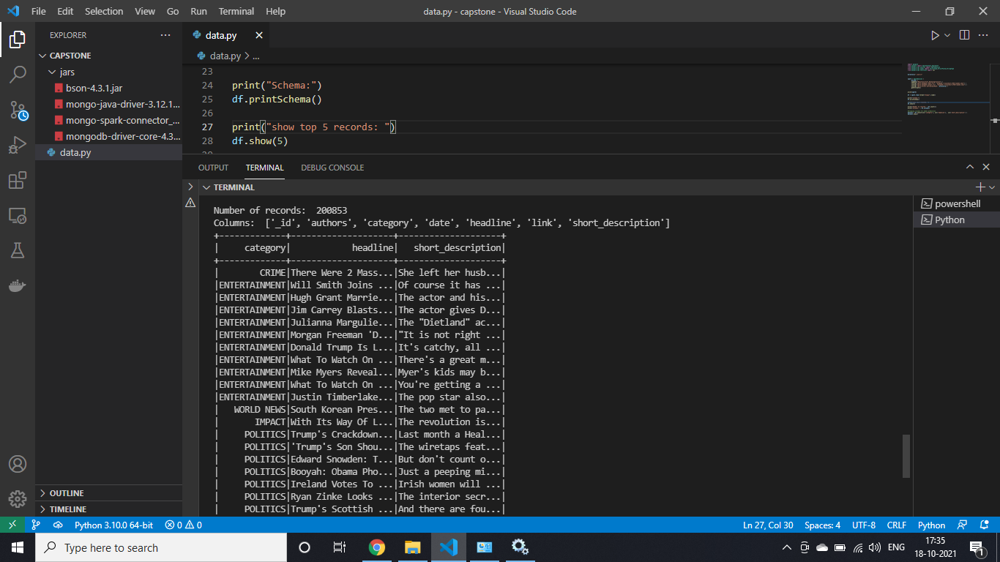 File Edit Selection View Go Run Terminal Help data.py - capstone - Visual Studio Code
EXPLORER
CAPSTONE
jars
bson-4.3.1.jar
mongo-java-driver-3.12.1...
mongo-spark-connector_...
mongodb-driver-core-4.3...
data.py
OUTLINE
TIMELINE
data.py
data.py > ...
23
24 print("Schema:")
25 df.printSchema()
26
27 print("show top 5 records: ")
28 df.show(5)
OUTPUT TERMINAL DEBUG CONSOLE
TERMINAL
Number of records:  200853
Columns:  ['_id', 'authors', 'category', 'date', 'headline', 'link', 'short_description']
+-------------+--------------------+--------------------+
|     category|            headline|   short_description|
+-------------+--------------------+--------------------+
|        CRIME|There Were 2 Mass...|She left her husb...|
|ENTERTAINMENT|Will Smith Joins ...|Of course it has ...|
|ENTERTAINMENT|Hugh Grant Marrie...|The actor and his...|
|ENTERTAINMENT|Jim Carrey Blasts...|The actor gives D...|
|ENTERTAINMENT|Julianna Margulie...|The "Dietland" ac...|
|ENTERTAINMENT|Morgan Freeman 'D...|"It is not right ...|
|ENTERTAINMENT|Donald Trump Is L...|It's catchy, all ...|
|ENTERTAINMENT|What To Watch On ...|There's a great m...|
|ENTERTAINMENT|Mike Myers Reveal...|Myer's kids may b...|
|ENTERTAINMENT|What To Watch On ...|You're getting a ...|
|ENTERTAINMENT|Justin Timberlake...|The pop star also...|
|   WORLD NEWS|South Korean Pres...|The two met to pa...|
|       IMPACT|With Its Way Of L...|The revolution is...|
|     POLITICS|Trump's Crackdown...|Last month a Heal...|
|     POLITICS|'Trump's Son Shou...|The wiretaps feat...|
|     POLITICS|Edward Snowden: T...|But don't count o...|
|     POLITICS|Booyah: Obama Pho...|Just a peeping mi...|
|     POLITICS|Ireland Votes To ...|Irish women will ...|
|     POLITICS|Ryan Zinke Looks ...|The interior secr...|
|     POLITICS|Trump's Scottish ...|And there are fou...|
powershell
Python
Python 3.10.0 64-bit 0 0 Ln 27, Col 30 Spaces: 4 UTF-8 CRLF Python
Type here to search
ENG
17:35
18-10-2021
1